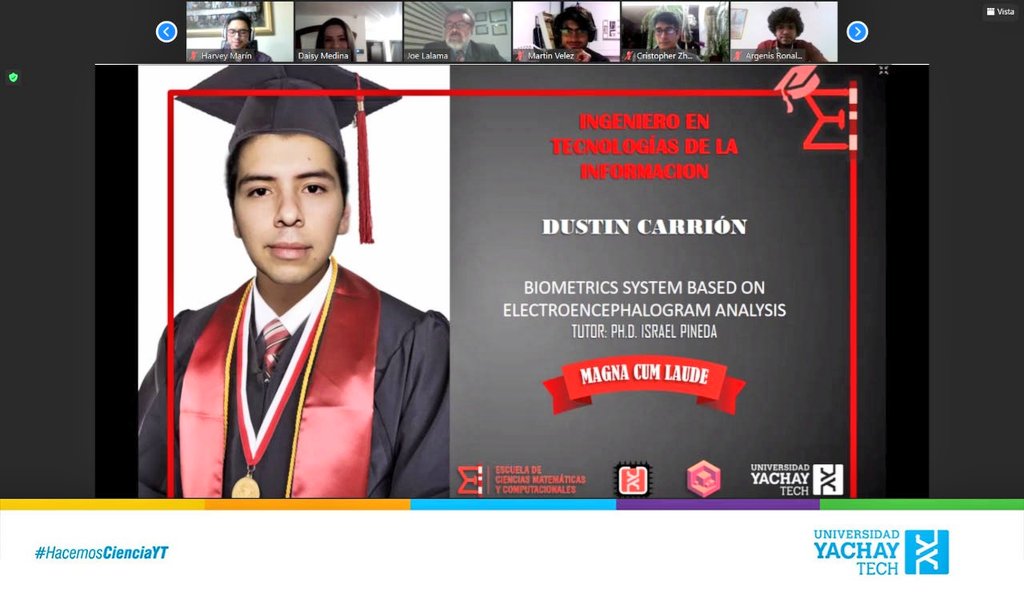 Vista
Harvey Marín
Daisy Medina
Joe Lalama
Martin Velez
Cristopher Zh...
Argenis Ronal...
INGENIERO EN
TECNOLOGÍAS DE LA
INFORMACION
DUSTIN CARRIÓN
BIOMETRICS SYSTEM BASED ON
ELECTROENCEPHALOGRAM ANALYSIS
TUTOR: PH.D. ISRAEL PINEDA
MAGNA CUM LAUDE
ESCUELA DE
CIENCIAS MATEMÁTICAS
Y COMPUTACIONALES
UNIVERSIDAD
YACHAY
TECH
#HacemosCienciaYT
UNIVERSIDAD
YACHAY
TECH